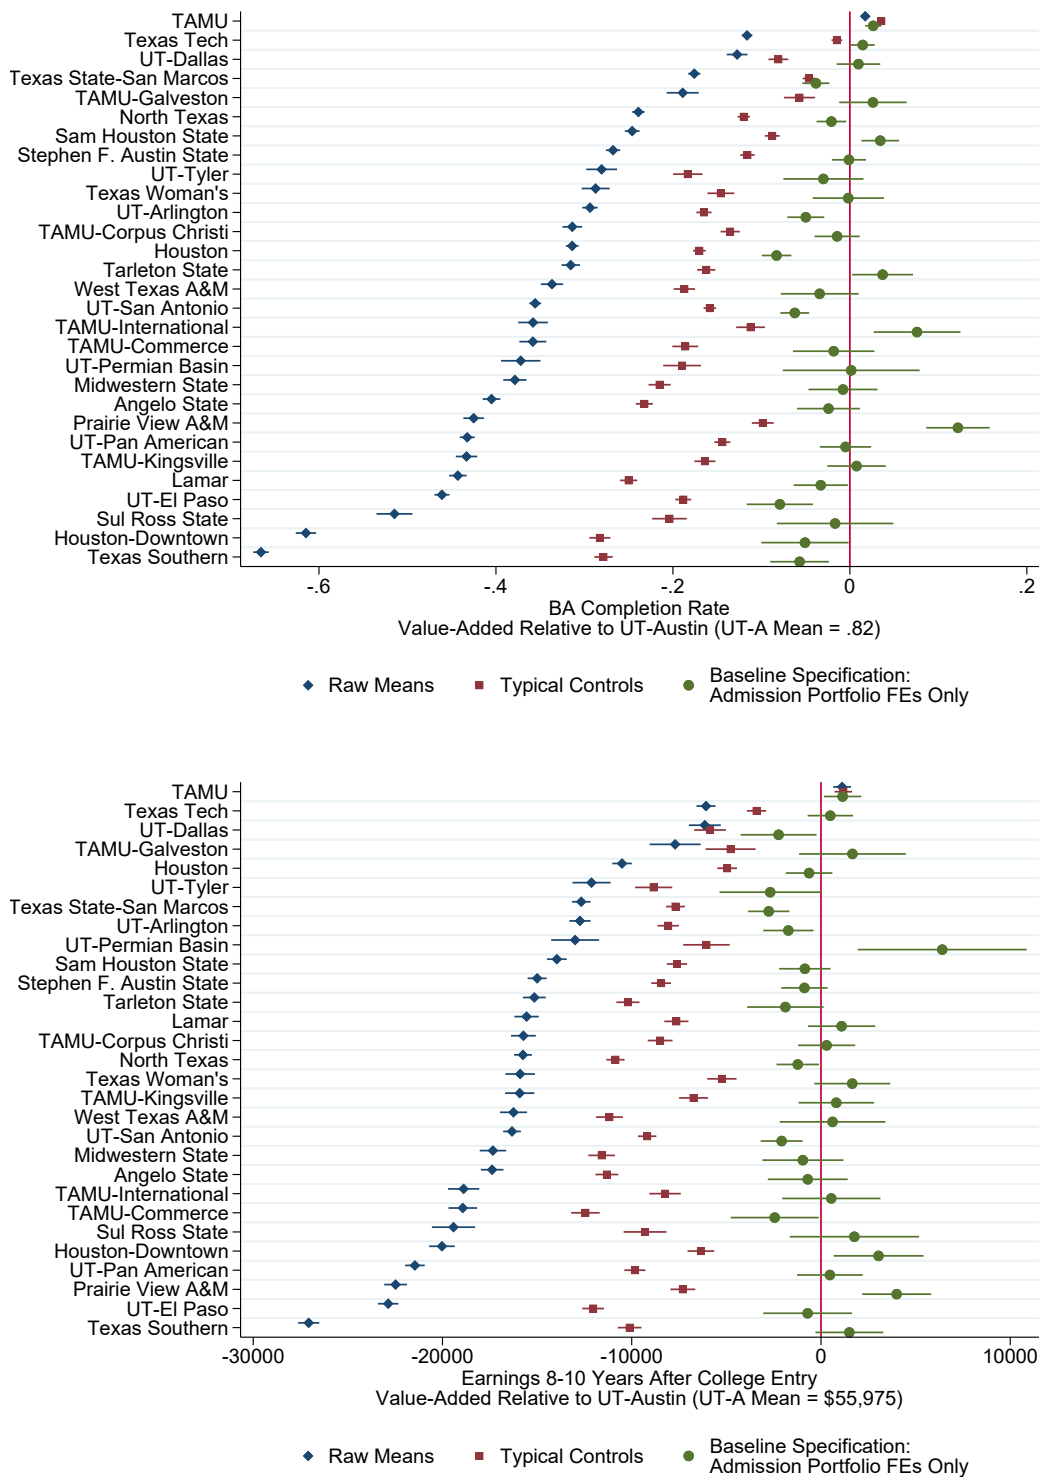 TAMU
Texas Tech
UT-Dallas
Texas State-San Marcos
TAMU-Galveston
North Texas
Sam Houston State
Stephen F. Austin State
UT-Tyler
Texas Woman's
UT-Arlington
TAMU-Corpus Christi
Houston
Tarleton State
West Texas A&M
UT-San Antonio
TAMU-International
TAMU-Commerce
UT-Permian Basin
Midwestern State
Angelo State
Prairie View A&M
UT-Pan American
TAMU-Kingsville
Lamar
UT-El Paso
Sul Ross State
Houston-Downtown
Texas Southern
-.6 -.4 -.2 0 .2
BA Completion Rate
Value-Added Relative to UT-Austin (UT-A Mean = .82)
Raw Means Typical Controls Baseline Specification:
Admission Portfolio FEs Only
TAMU
Texas Tech
UT-Dallas
TAMU-Galveston
Houston
UT-Tyler
Texas State-San Marcos
UT-Arlington
UT-Permian Basin
Sam Houston State
Stephen F. Austin State
Tarleton State
Lamar
TAMU-Corpus Christi
North Texas
Texas Woman's
TAMU-Kingsville
West Texas A&M
UT-San Antonio
Midwestern State
Angelo State
TAMU-International
TAMU-Commerce
Sul Ross State
Houston-Downtown
UT-Pan American
Prairie View A&M
UT-El Paso
Texas Southern
-30000 -20000 -10000 0 10000
Earnings 8-10 Years After College Entry
Value-Added Relative to UT-Austin (UT-A Mean = $55,975)
Raw Means Typical Controls Baseline Specification:
Admission Portfolio FEs Only